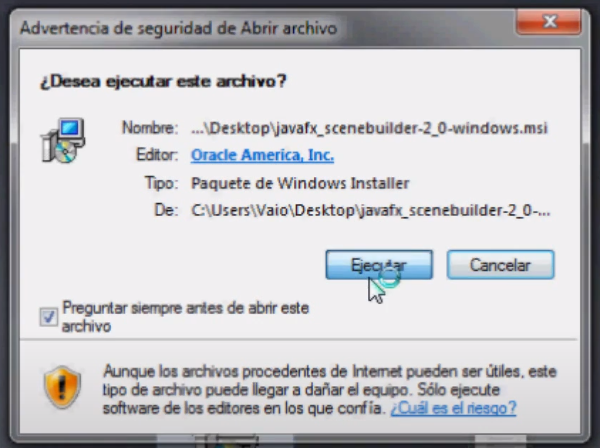 Advertencia de seguridad de Abrir archivo
¿Desea ejecutar este archivo?
Nombre: ...\Desktop\javafx_scenebuilder-2_0-windows.msi
Editor: Oracle America, Inc.
Tipo: Paquete de Windows Installer
De: C:\Users\Vaio\Desktop\javafx_scenebuilder-2_0-...
Ejecutar Cancelar
Preguntar siempre antes de abrir este
archivo
Aunque los archivos procedentes de Internet pueden ser útiles, este
tipo de archivo puede llegar a dañar el equipo. Sólo ejecute
software de los editores en los que confía. ¿Cuál es el riesgo?